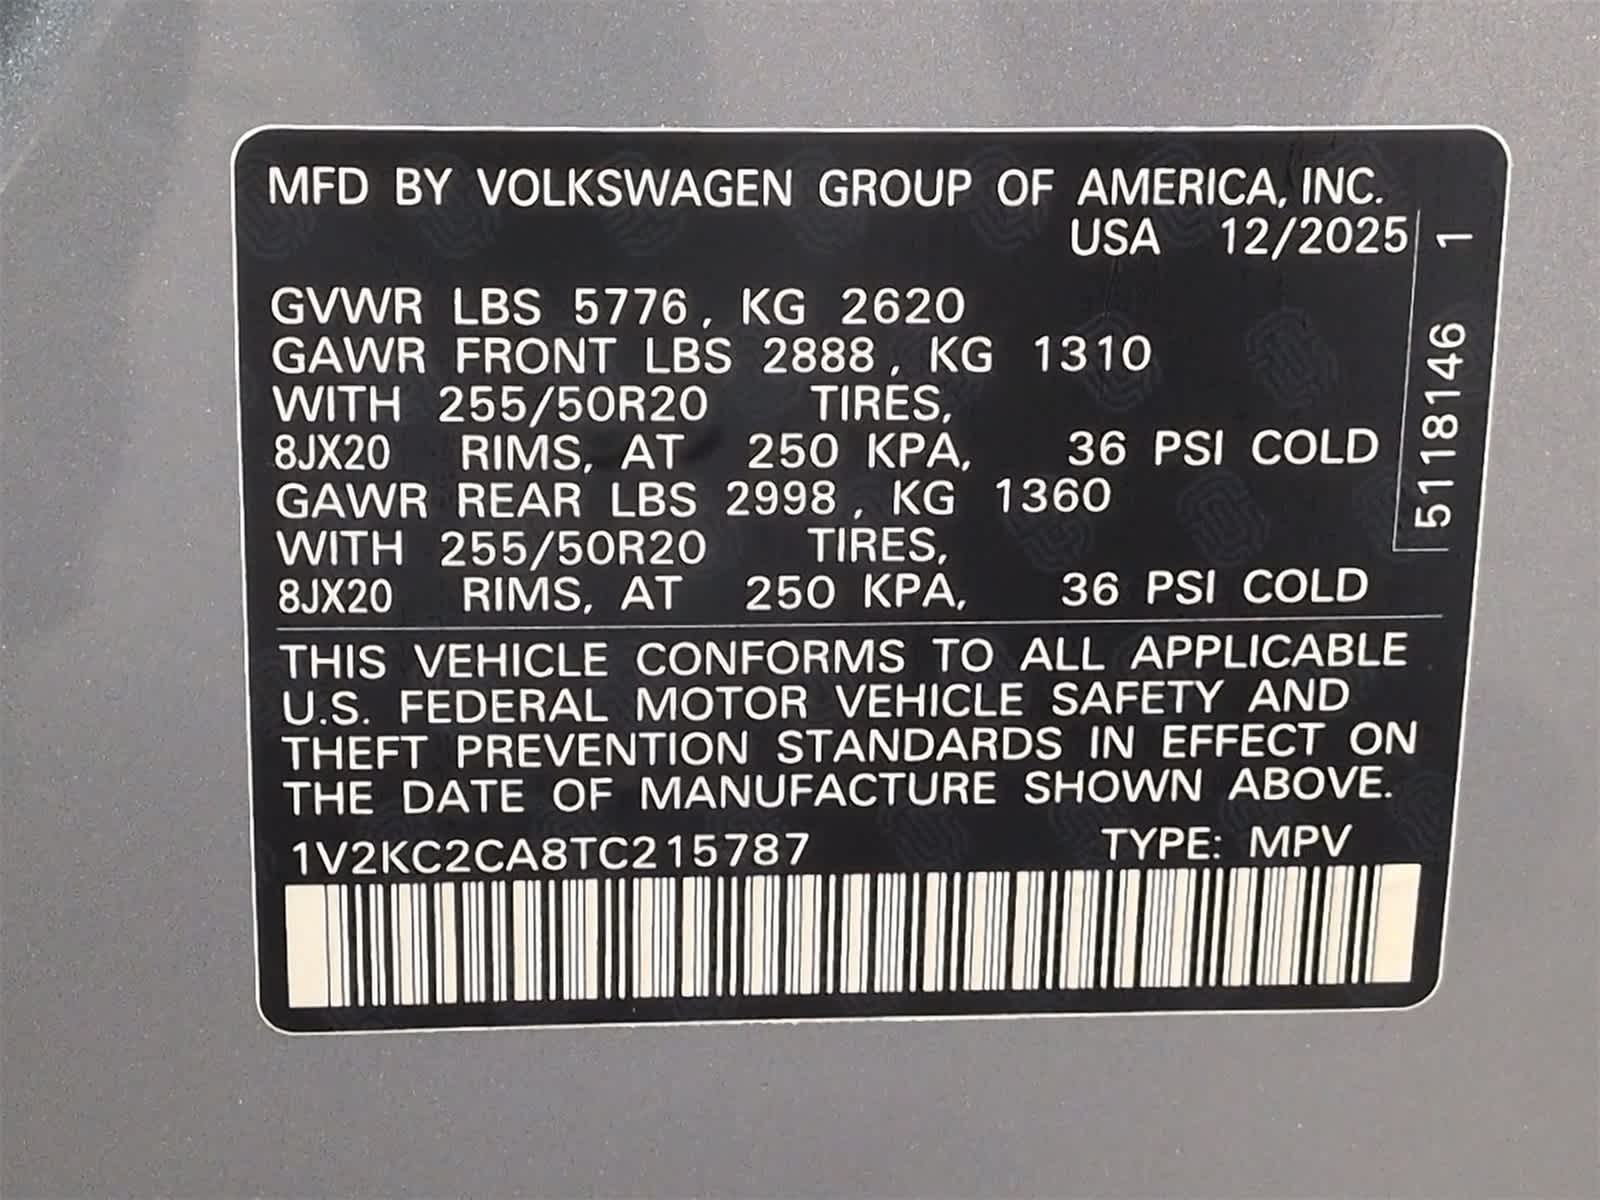 MFD BY VOLKSWAGEN GROUP OF AMERICA, INC.
USA 12/2025
GVWR LBS 5776, KG 2620
GAWR FRONT LBS 2888, KG 1310
WITH 255/50R20 TIRES,
8JX20 RIMS, AT 250 KPA, 36 PSI COLD
GAWR REAR LBS 2998, KG 1360
WITH 255/50R20 TIRES,
8JX20 RIMS, AT 250 KPA, 36 PSI COLD
THIS VEHICLE CONFORMS TO ALL APPLICABLE
U.S. FEDERAL MOTOR VEHICLE SAFETY AND
THEFT PREVENTION STANDARDS IN EFFECT ON
THE DATE OF MANUFACTURE SHOWN ABOVE.
1V2KC2CA8TC215787 TYPE: MPV
5118146 1